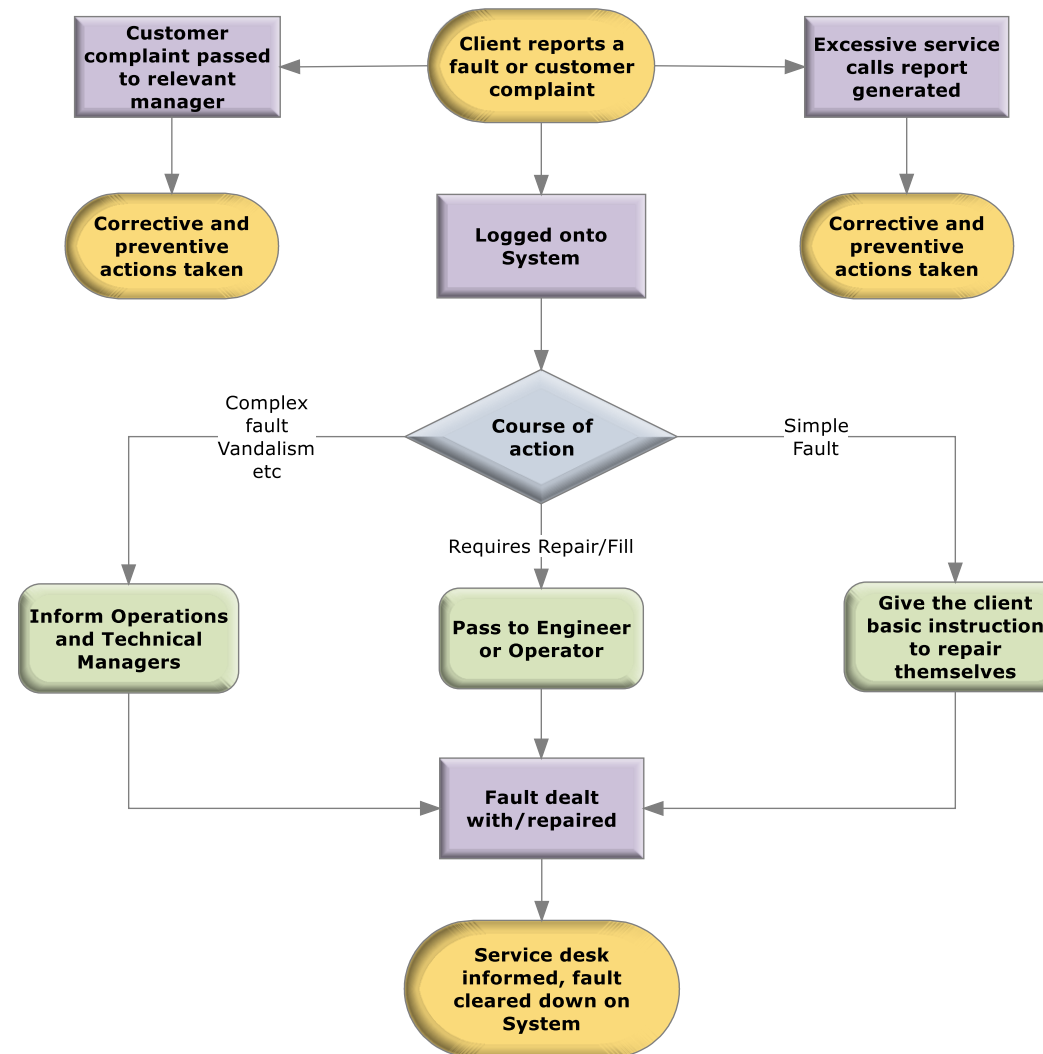 Customer
complaint passed
to relevant
manager
Client reports a
fault or customer
complaint
Excessive service
calls report
generated
Corrective and
preventive
actions taken
Logged onto
System
Corrective and
preventive
actions taken
Complex
fault
Vandalism
etc
Course of
action
Simple
Fault
Requires Repair/Fill
Inform Operations
and Technical
Managers
Pass to Engineer
or Operator
Give the client
basic instruction
to repair
themselves
Fault dealt
with/repaired
Service desk
informed, fault
cleared down on
System